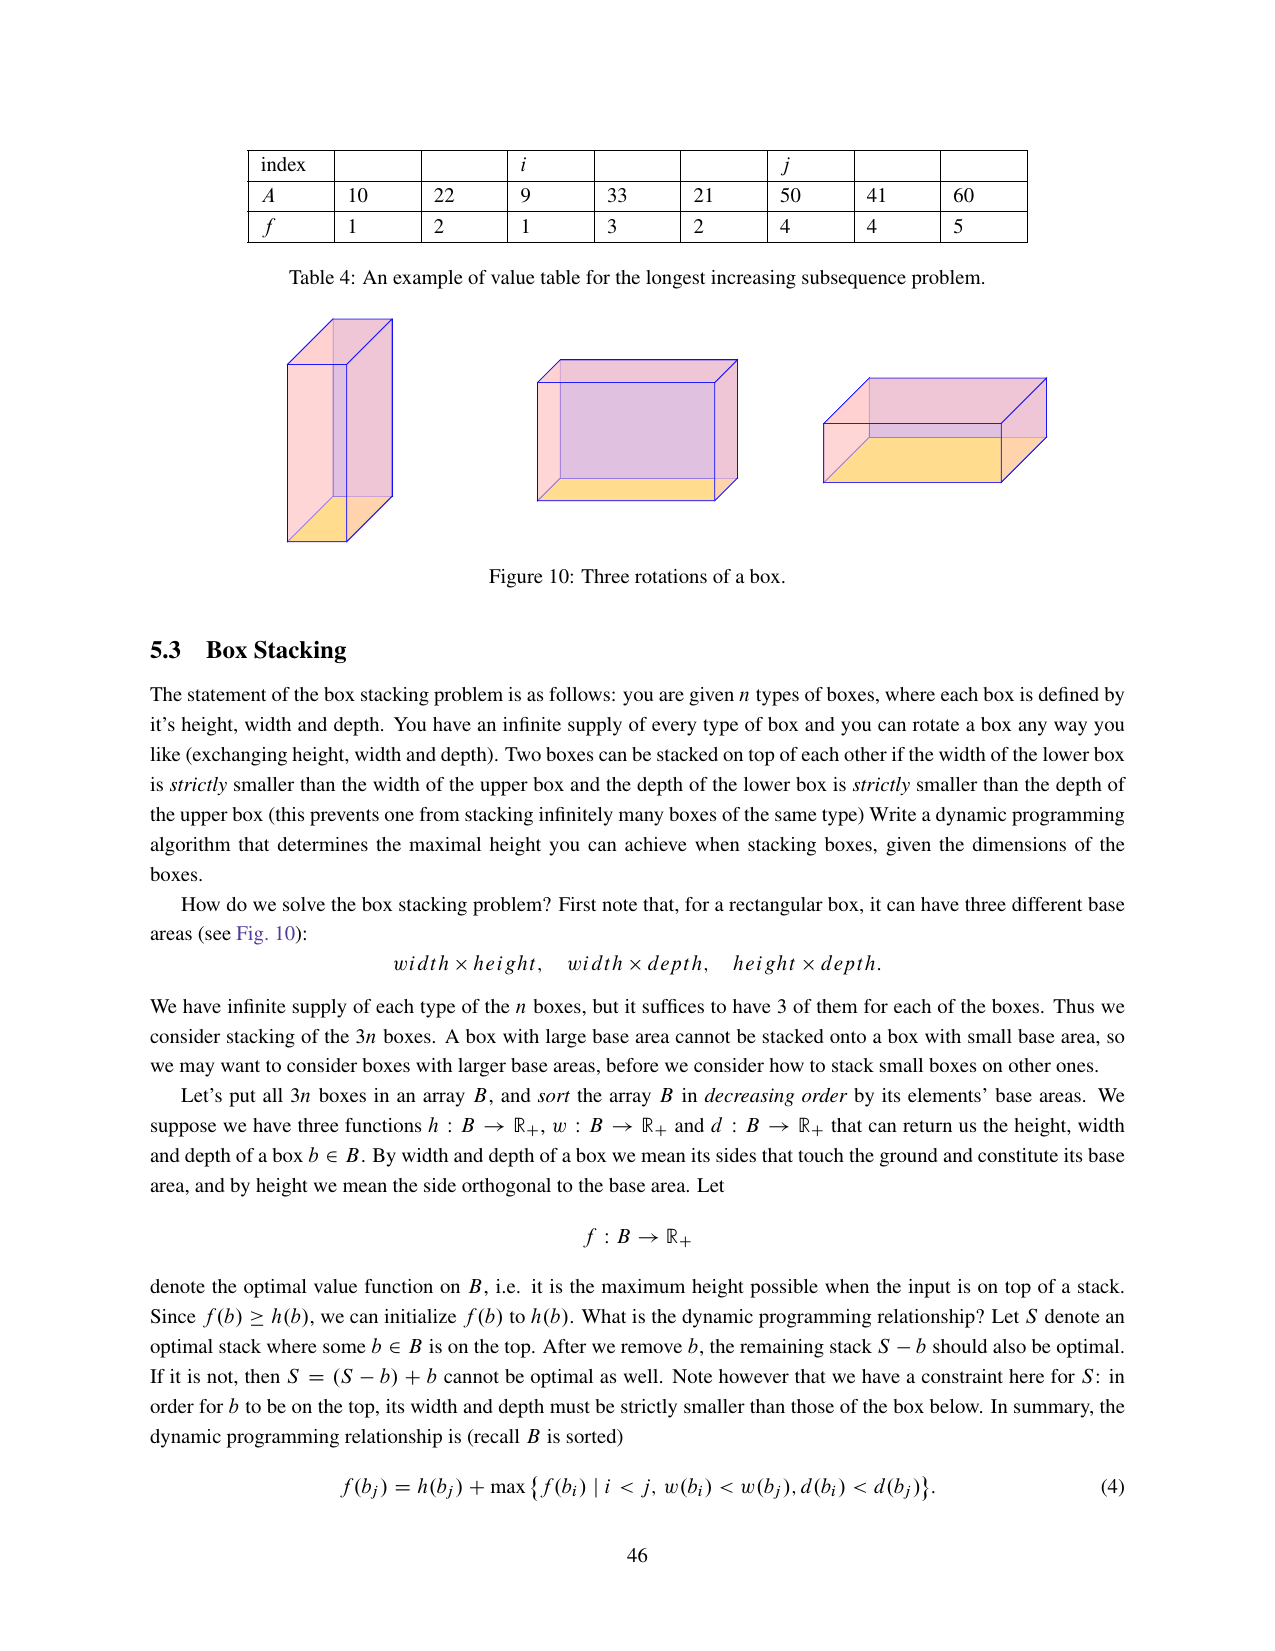 index i j
A 10 22 9 33 21 50 41 60
f 1 2 1 3 2 4 4 5
Table 4: An example of value table for the longest increasing subsequence problem.
Figure 10: Three rotations of a box.
5.3 Box Stacking
The statement of the box stacking problem is as follows: you are given n types of boxes, where each box is defined by
it's height, width and depth. You have an infinite supply of every type of box and you can rotate a box any way you
like (exchanging height, width and depth). Two boxes can be stacked on top of each other if the width of the lower box
is strictly smaller than the width of the upper box and the depth of the lower box is strictly smaller than the depth of
the upper box (this prevents one from stacking infinitely many boxes of the same type) Write a dynamic programming
algorithm that determines the maximal height you can achieve when stacking boxes, given the dimensions of the
boxes.
How do we solve the box stacking problem? First note that, for a rectangular box, it can have three different base
areas (see Fig. 10):
width × height, width × depth, height × depth.
We have infinite supply of each type of the n boxes, but it suffices to have 3 of them for each of the boxes. Thus we
consider stacking of the 3n boxes. A box with large base area cannot be stacked onto a box with small base area, so
we may want to consider boxes with larger base areas, before we consider how to stack small boxes on other ones.
Let's put all 3n boxes in an array B, and sort the array B in decreasing order by its elements' base areas. We
suppose we have three functions h : B → ℝ₊, w : B → ℝ₊ and d : B → ℝ₊ that can return us the height, width
and depth of a box b ∈ B. By width and depth of a box we mean its sides that touch the ground and constitute its base
area, and by height we mean the side orthogonal to the base area. Let
f : B → ℝ₊
denote the optimal value function on B, i.e. it is the maximum height possible when the input is on top of a stack.
Since f(b) ≥ h(b), we can initialize f(b) to h(b). What is the dynamic programming relationship? Let S denote an
optimal stack where some b ∈ B is on the top. After we remove b, the remaining stack S − b should also be optimal.
If it is not, then S = (S − b) + b cannot be optimal as well. Note however that we have a constraint here for S: in
order for b to be on the top, its width and depth must be strictly smaller than those of the box below. In summary, the
dynamic programming relationship is (recall B is sorted)
f(b_j) = h(b_j) + max {f(b_i) | i < j, w(b_i) < w(b_j), d(b_i) < d(b_j)}. (4)
46